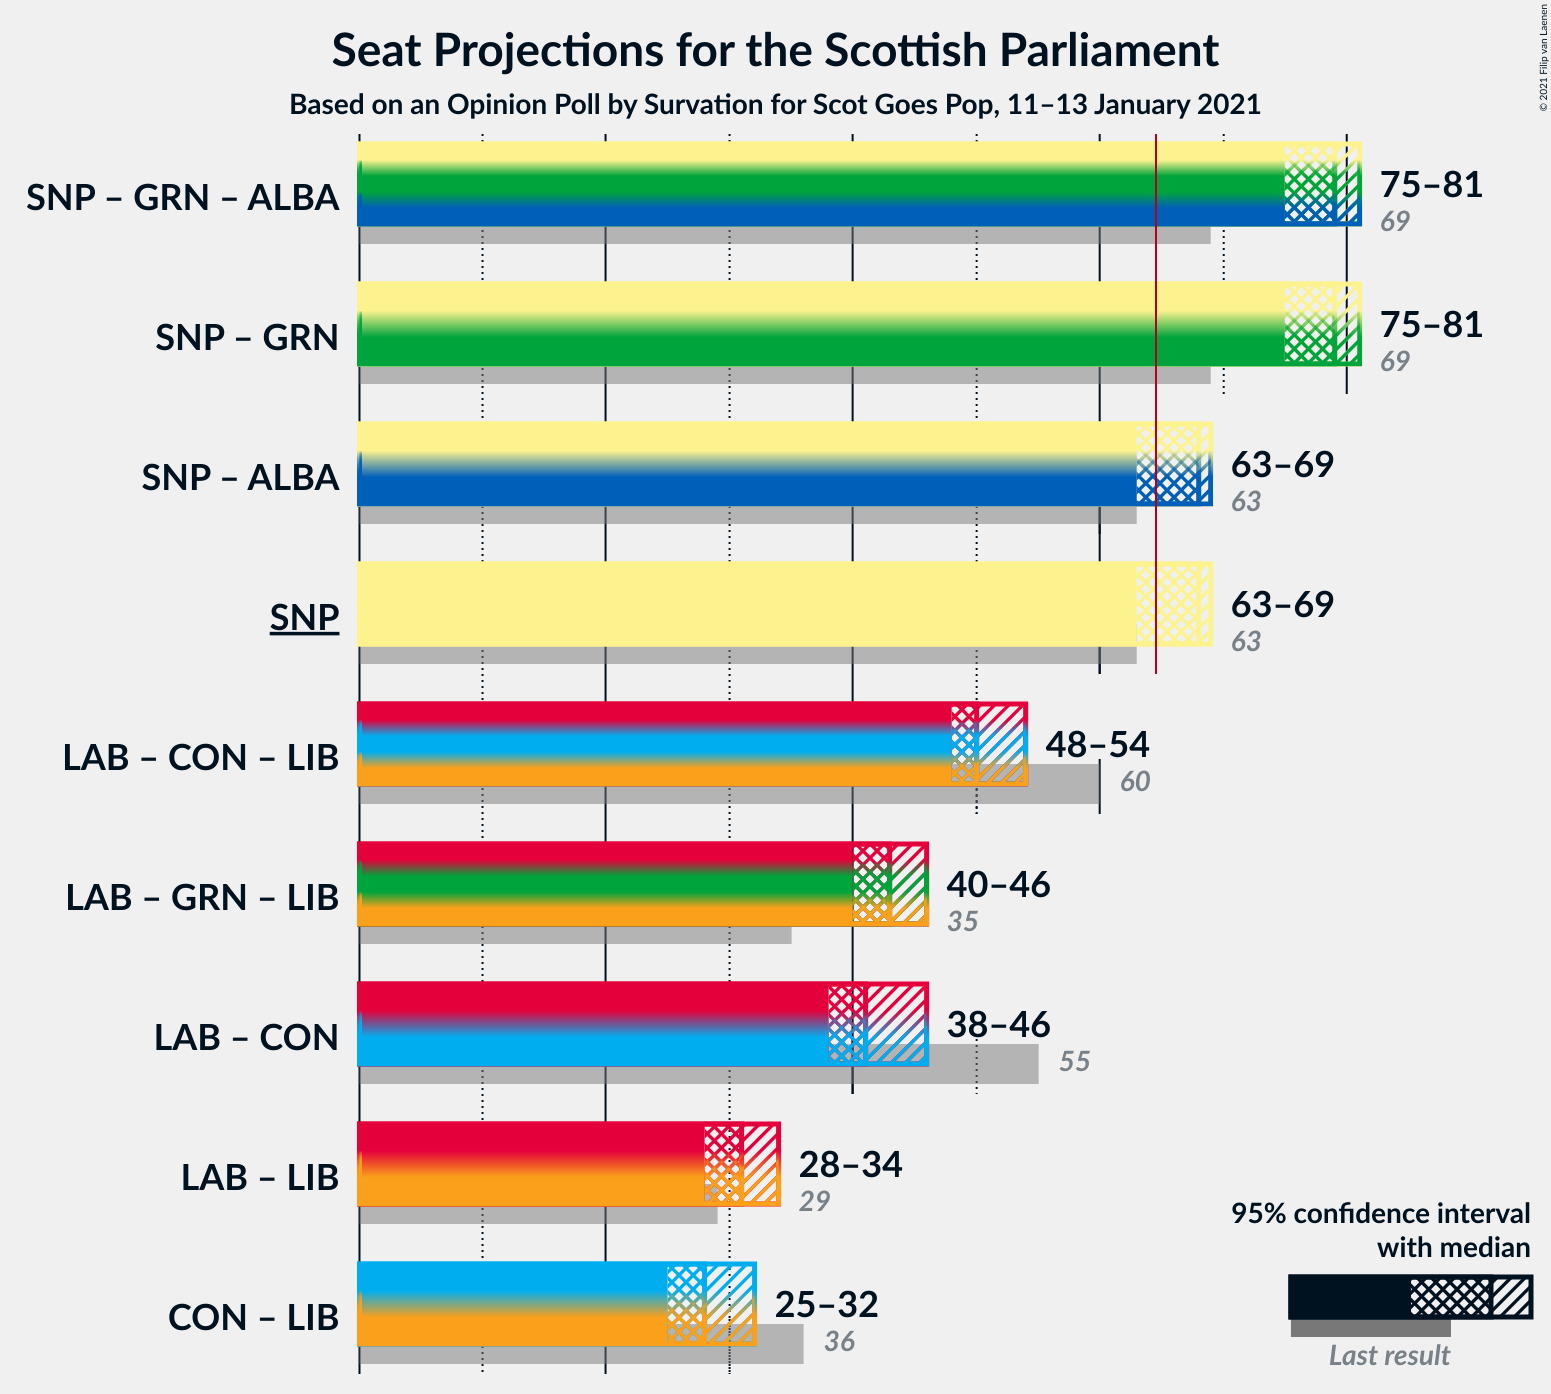 Seat Projections for the Scottish Parliament
Based on an Opinion Poll by Survation for Scot Goes Pop, 11–13 January 2021
© 2021 Filip van Laenen
SNP – GRN – ALBA
75–81
69
SNP – GRN
75–81
69
SNP – ALBA
63–69
63
SNP
63–69
63
LAB – CON – LIB
48–54
60
LAB – GRN – LIB
40–46
35
LAB – CON
38–46
55
LAB – LIB
28–34
29
CON – LIB
25–32
36
95% confidence interval
with median
Last result